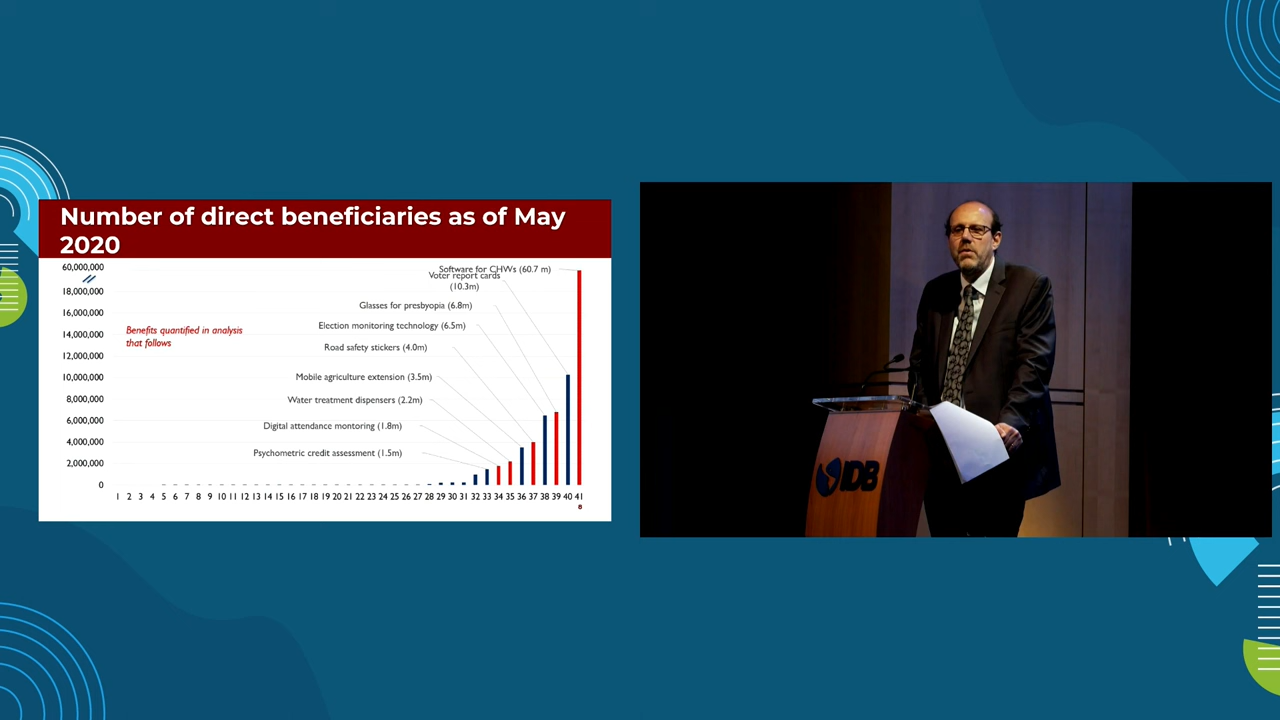 Number of direct beneficiaries as of May
2020
60,000,000
18,000,000
16,000,000
14,000,000
12,000,000
10,000,000
8,000,000
6,000,000
4,000,000
2,000,000
0
Benefits quantified in analysis
that follows
Software for CHWs (60.7 m)
Voter report cards
(10.3m)
Glasses for presbyopia (6.8m)
Election monitoring technology (6.5m)
Road safety stickers (4.0m)
Mobile agriculture extension (3.5m)
Water treatment dispensers (2.2m)
Digital attendance montoring (1.8m)
Psychometric credit assessment (1.5m)
1 2 3 4 5 6 7 8 9 10 11 12 13 14 15 16 17 18 19 20 21 22 23 24 25 26 27 28 29 30 31 32 33 34 35 36 37 38 39 40 41
8
IDB